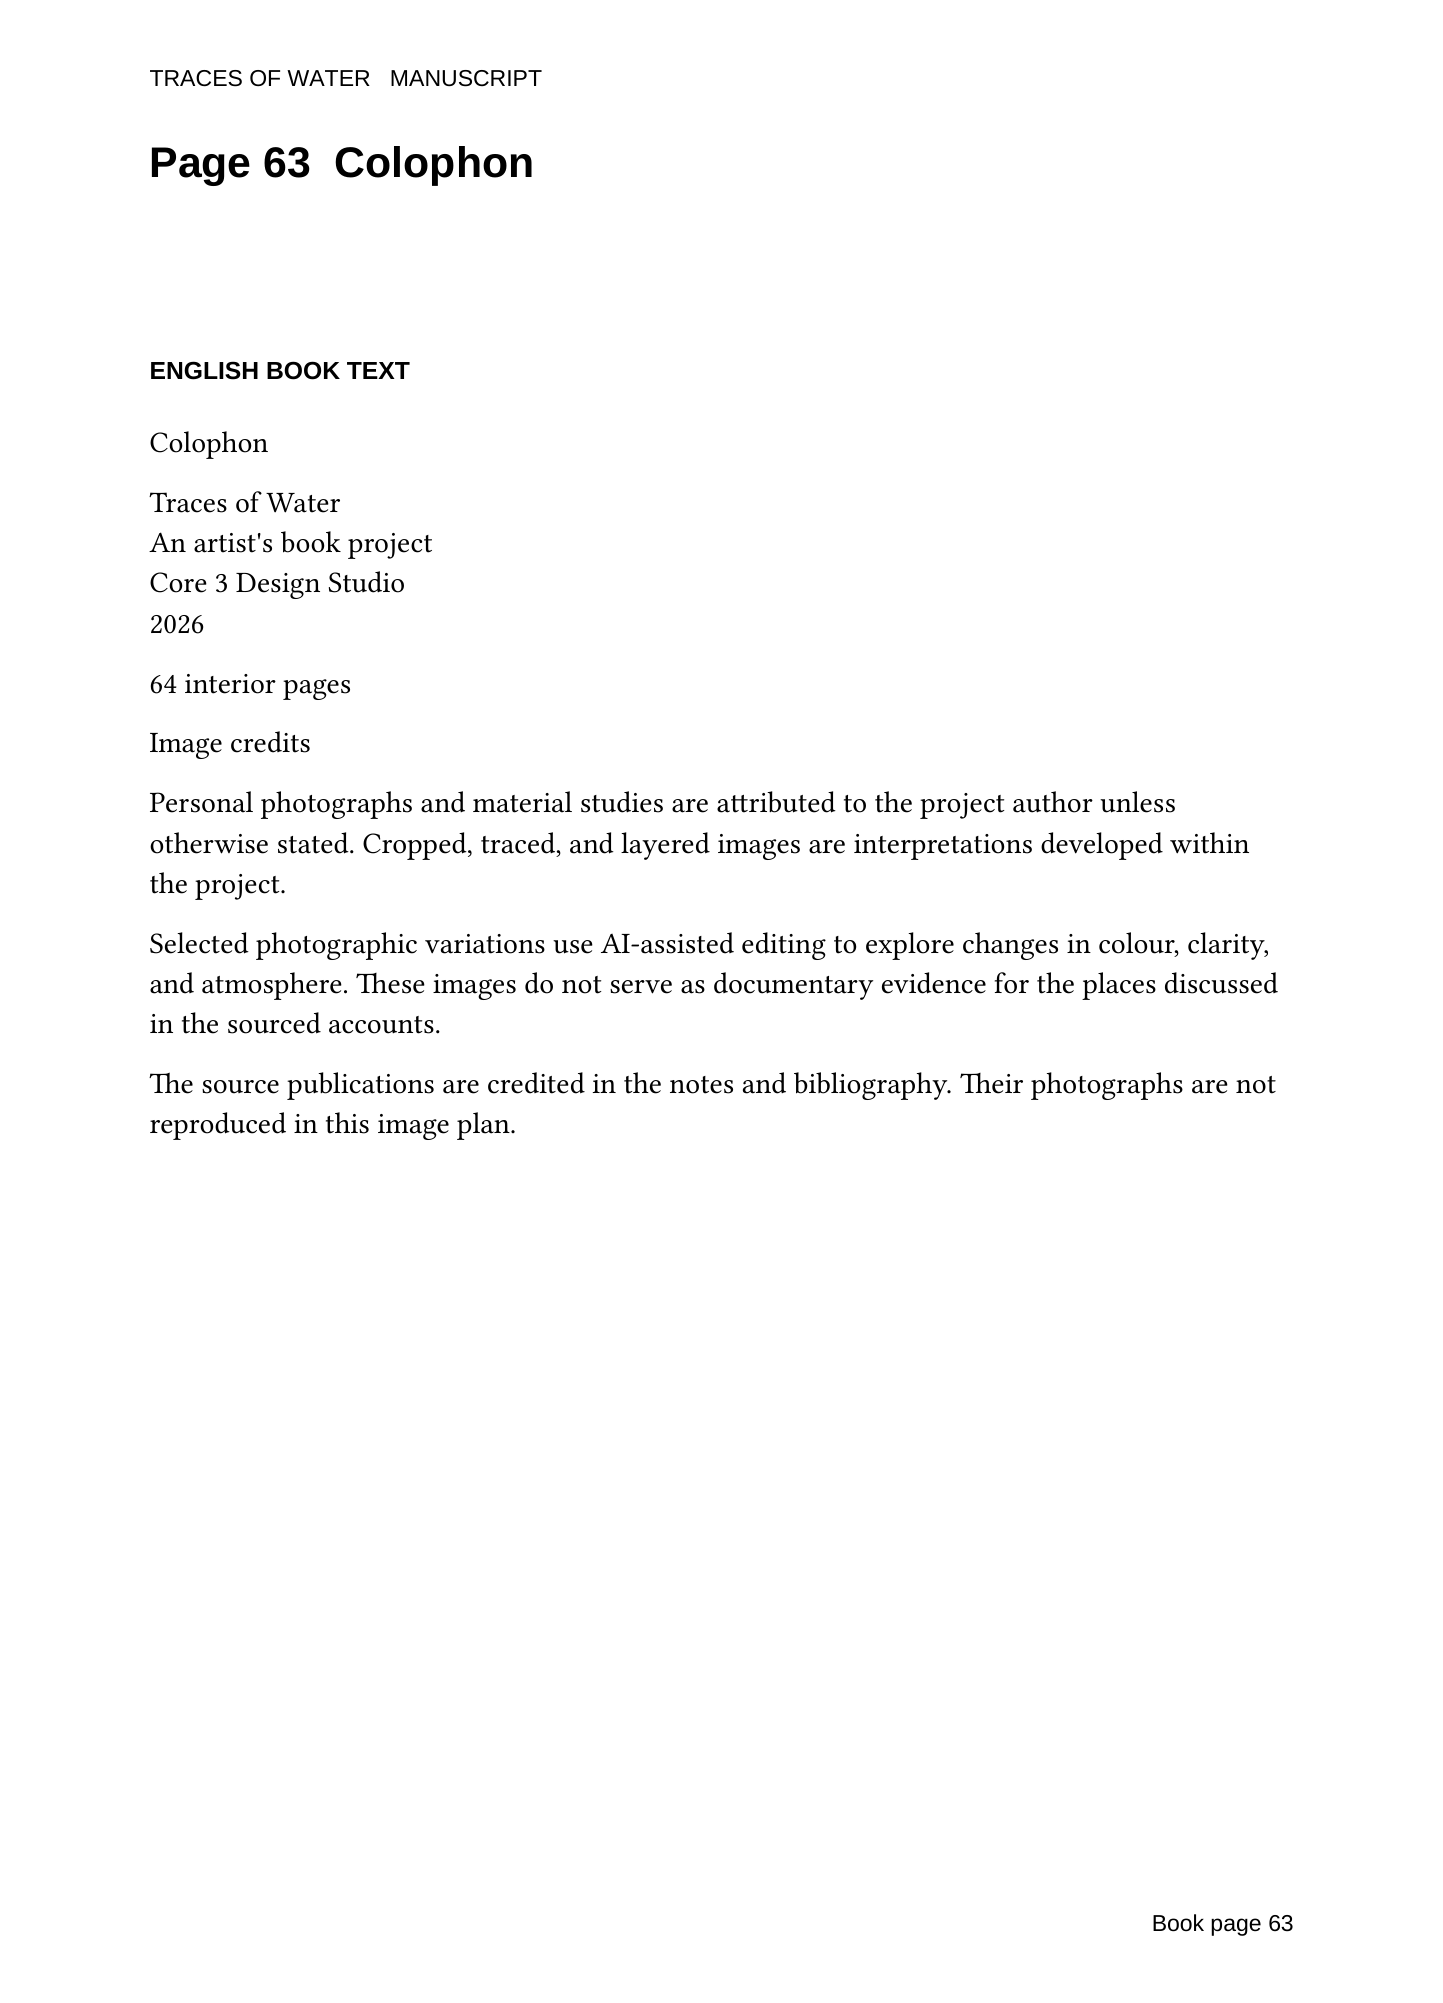 TRACES OF WATER   MANUSCRIPT
Page 63  Colophon
ENGLISH BOOK TEXT
Colophon
Traces of Water
An artist's book project
Core 3 Design Studio
2026
64 interior pages
Image credits
Personal photographs and material studies are attributed to the project author unless
otherwise stated. Cropped, traced, and layered images are interpretations developed within
the project.
Selected photographic variations use AI-assisted editing to explore changes in colour, clarity,
and atmosphere. These images do not serve as documentary evidence for the places discussed
in the sourced accounts.
The source publications are credited in the notes and bibliography. Their photographs are not
reproduced in this image plan.
Book page 63